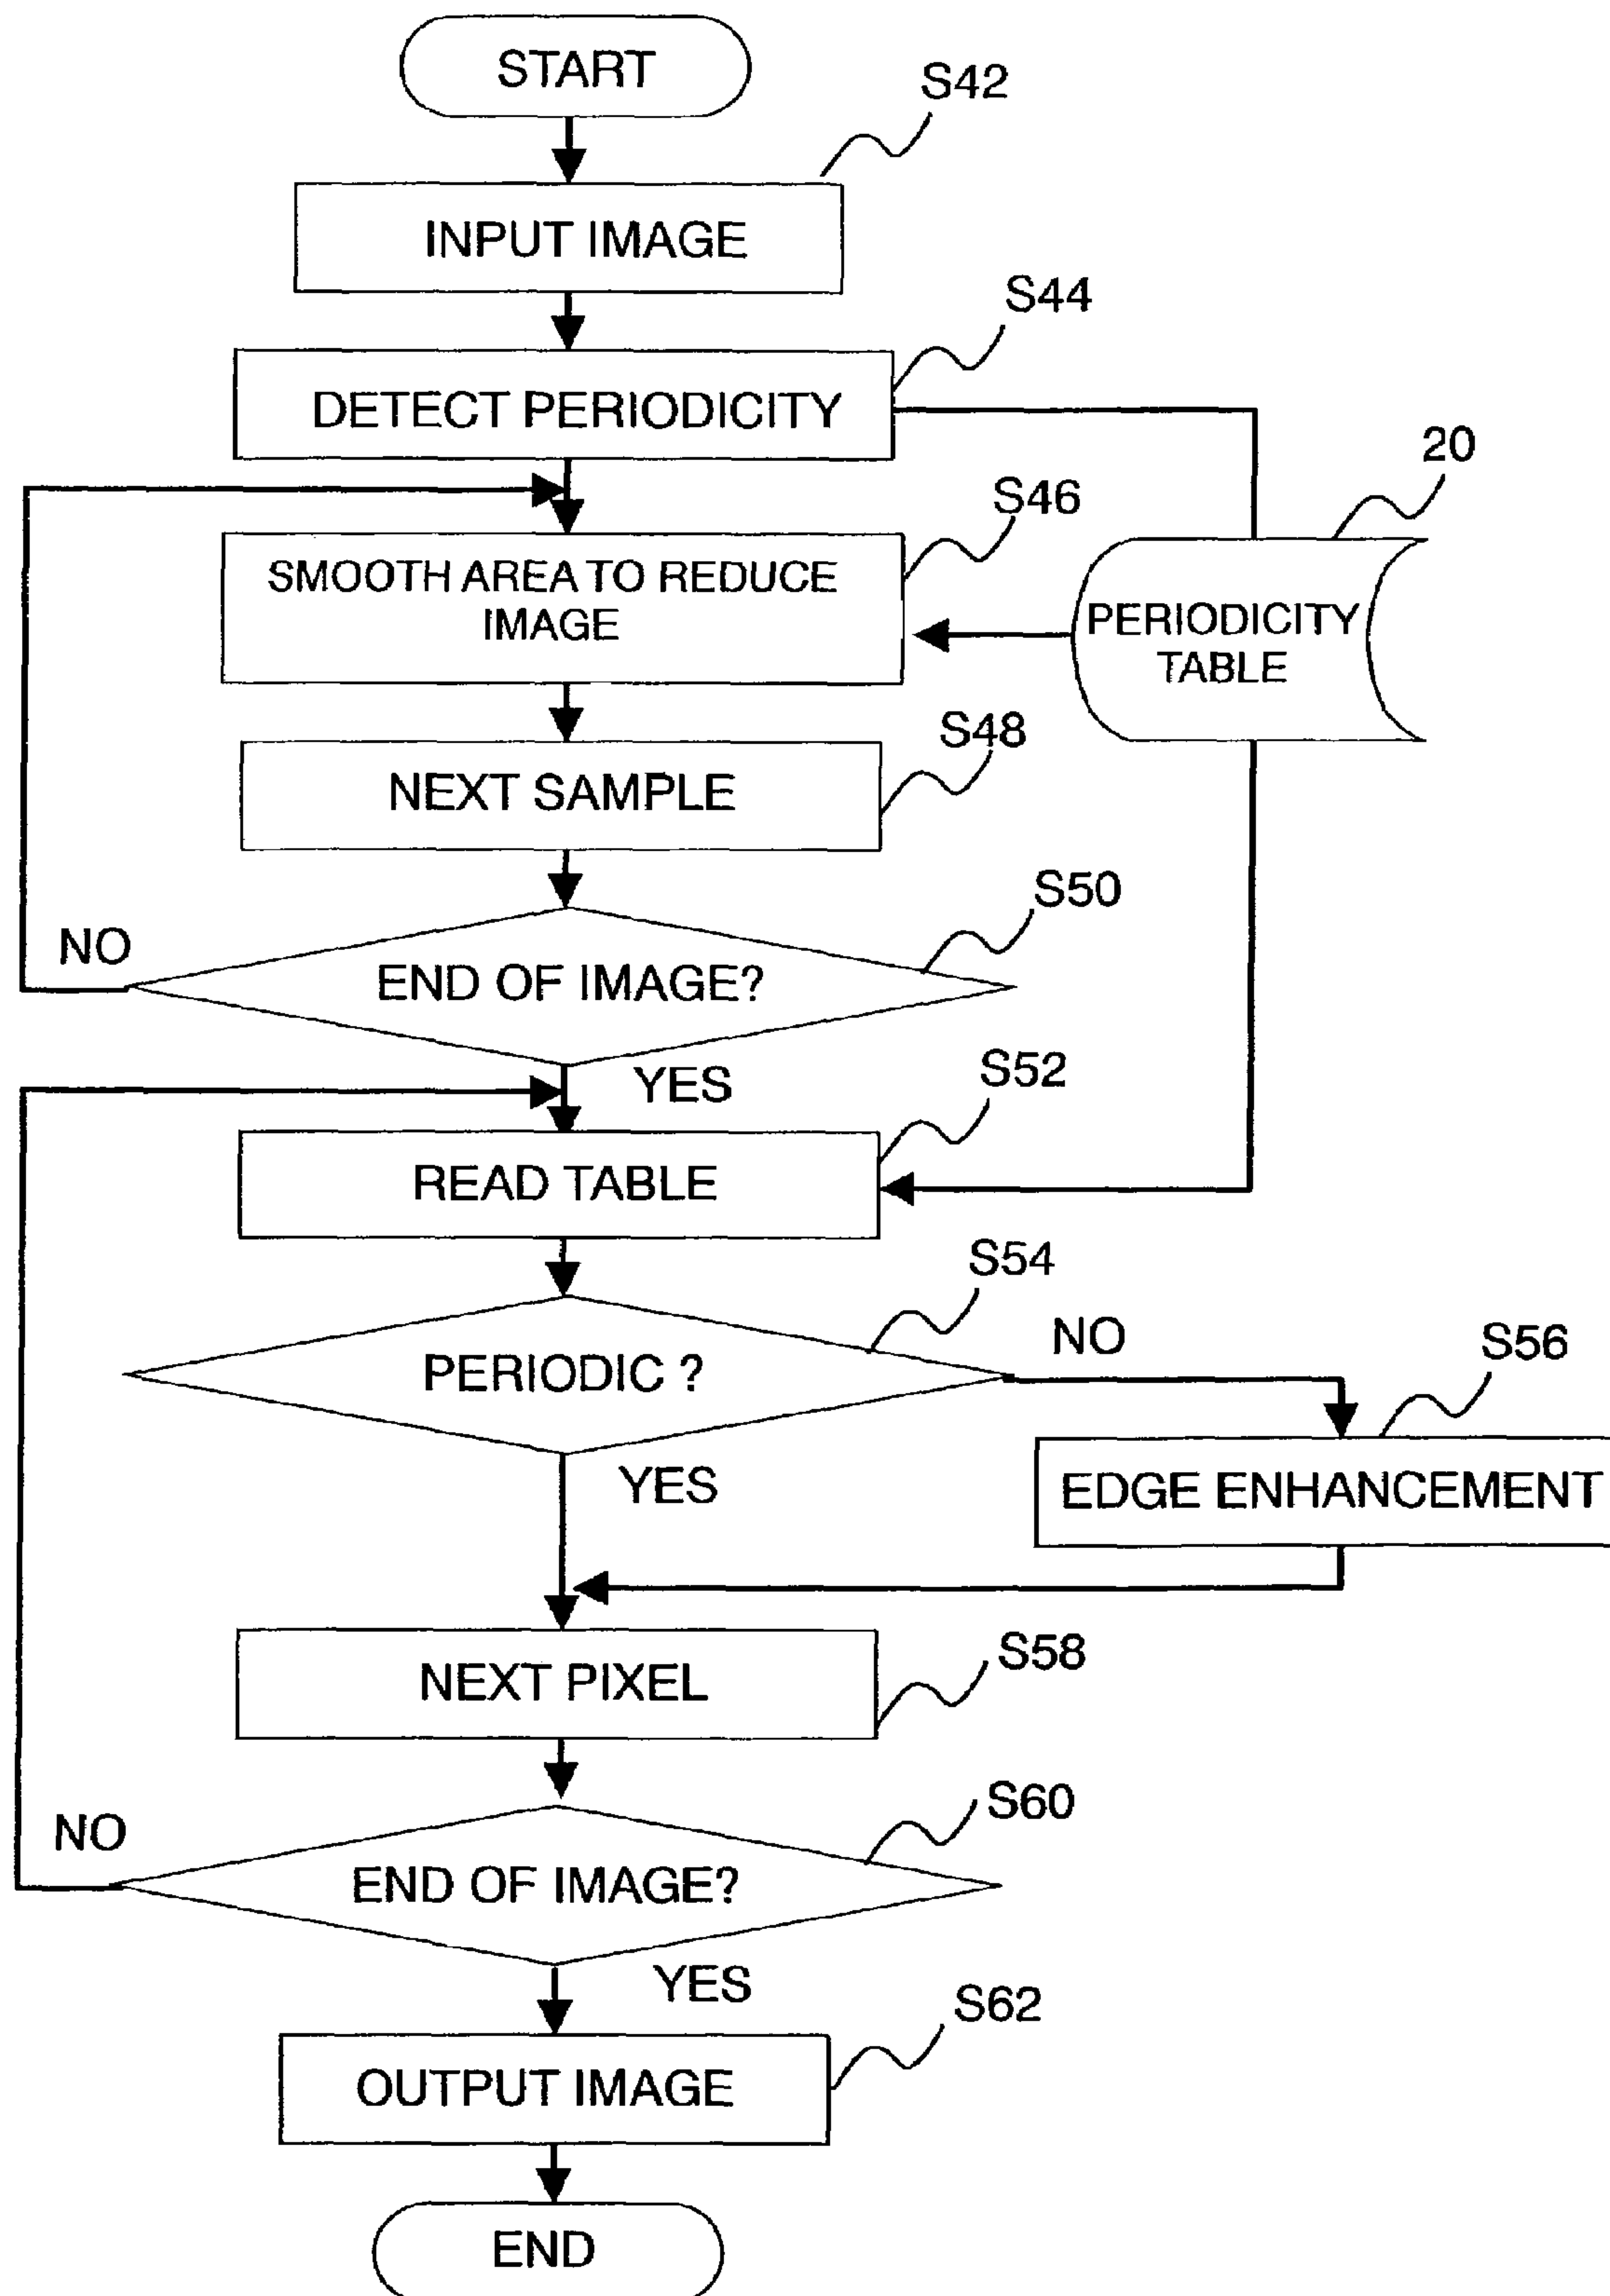 START
S42
INPUT IMAGE
S44
DETECT PERIODICITY
20
S46
SMOOTH AREA TO REDUCE
IMAGE
PERIODICITY
TABLE
S48
NEXT SAMPLE
S50
NO
END OF IMAGE?
YES
S52
READ TABLE
S54
NO
PERIODIC ?
S56
YES
EDGE ENHANCEMENT
S58
NEXT PIXEL
S60
NO
END OF IMAGE?
YES
S62
OUTPUT IMAGE
END